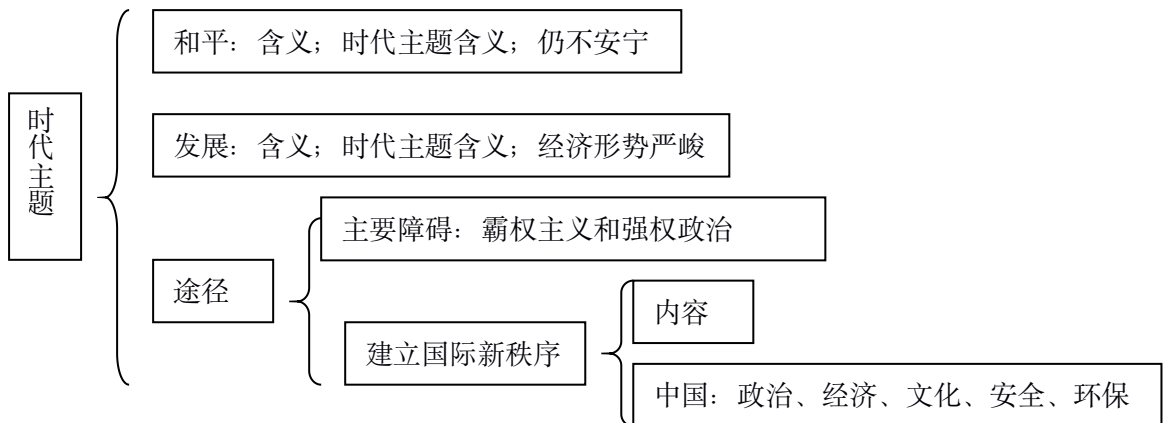 时代主题
和平：含义；时代主题含义；仍不安宁
发展：含义；时代主题含义；经济形势严峻
途径
主要障碍：霸权主义和强权政治
建立国际新秩序
内容
中国：政治、经济、文化、安全、环保